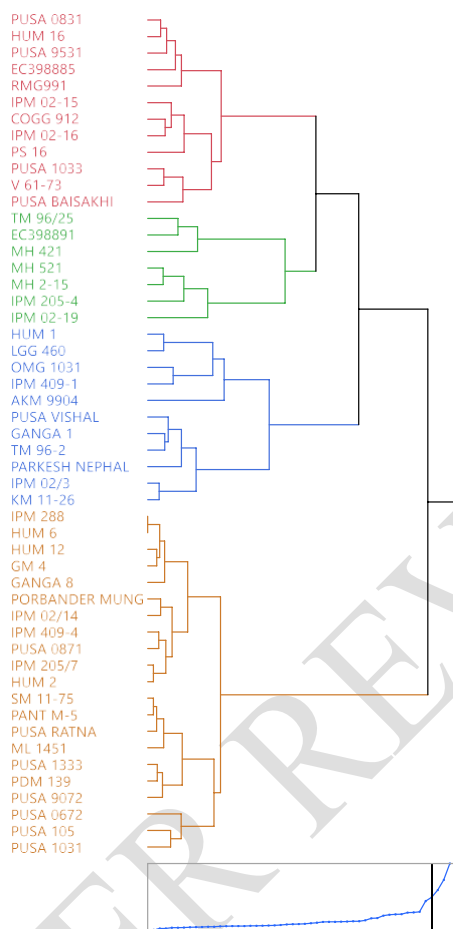 PUSA 0831
HUM 16
PUSA 9531
EC398885
RMG991
IPM 02-15
COGG 912
IPM 02-16
PS 16
PUSA 1033
V 61-73
PUSA BAISAKHI
TM 96/25
EC398891
MH 421
MH 521
MH 2-15
IPM 205-4
IPM 02-19
HUM 1
LGG 460
OMG 1031
IPM 409-1
AKM 9904
PUSA VISHAL
GANGA 1
TM 96-2
PARKESH NEPHAL
IPM 02/3
KM 11-26
IPM 288
HUM 6
HUM 12
GM 4
GANGA 8
PORBANDER MUNG
IPM 02/14
IPM 409-4
PUSA 0871
IPM 205/7
HUM 2
SM 11-75
PANT M-5
PUSA RATNA
ML 1451
PUSA 1333
PDM 139
PUSA 9072
PUSA 0672
PUSA 105
PUSA 1031